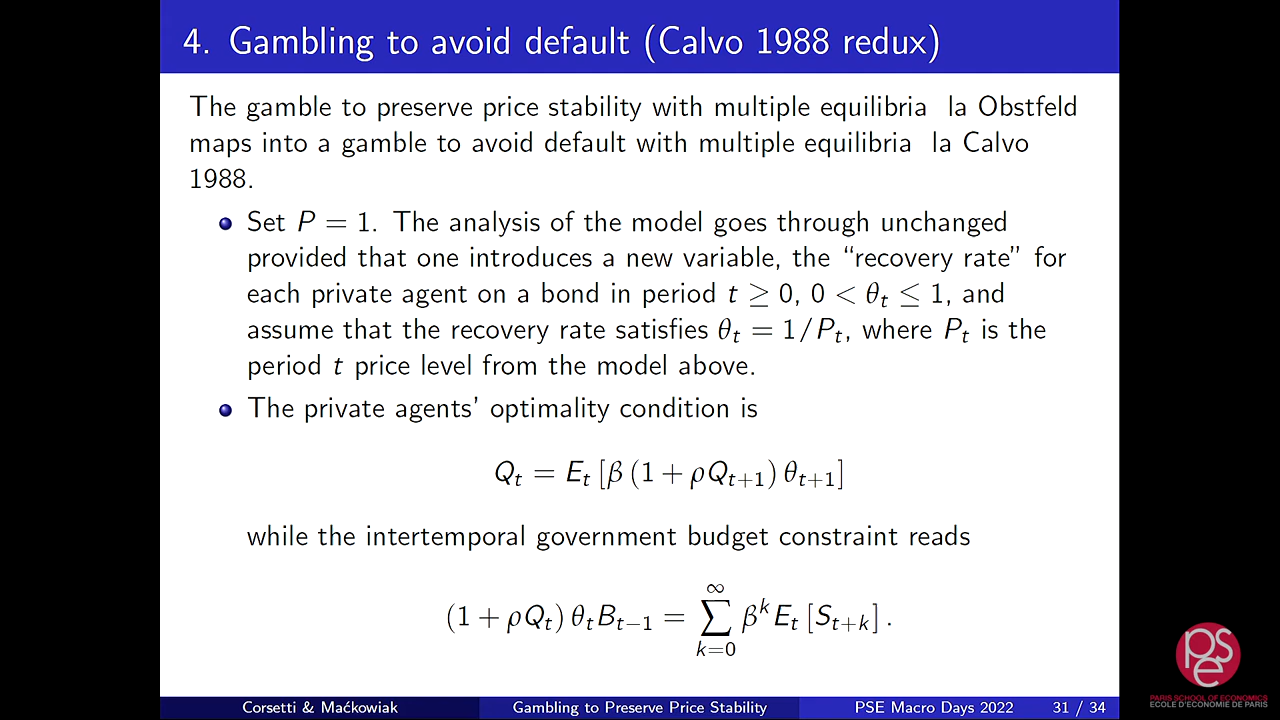 4. Gambling to avoid default (Calvo 1988 redux)
The gamble to preserve price stability with multiple equilibria la Obstfeld
maps into a gamble to avoid default with multiple equilibria la Calvo
1988.
Set P = 1. The analysis of the model goes through unchanged
provided that one introduces a new variable, the “recovery rate” for
each private agent on a bond in period t ≥ 0, 0 < θ_t ≤ 1, and
assume that the recovery rate satisfies θ_t = 1/P_t, where P_t is the
period t price level from the model above.
The private agents’ optimality condition is
Q_t = E_t [β (1 + ρQ_{t+1}) θ_{t+1}]
while the intertemporal government budget constraint reads
(1 + ρQ_t) θ_t B_{t−1} = ∑_{k=0}^{∞} β^k E_t [S_{t+k}] .
pse
PARIS SCHOOL OF ECONOMICS
ECOLE D'ECONOMIE DE PARIS
Corsetti & Maćkowiak Gambling to Preserve Price Stability PSE Macro Days 2022 31 / 34